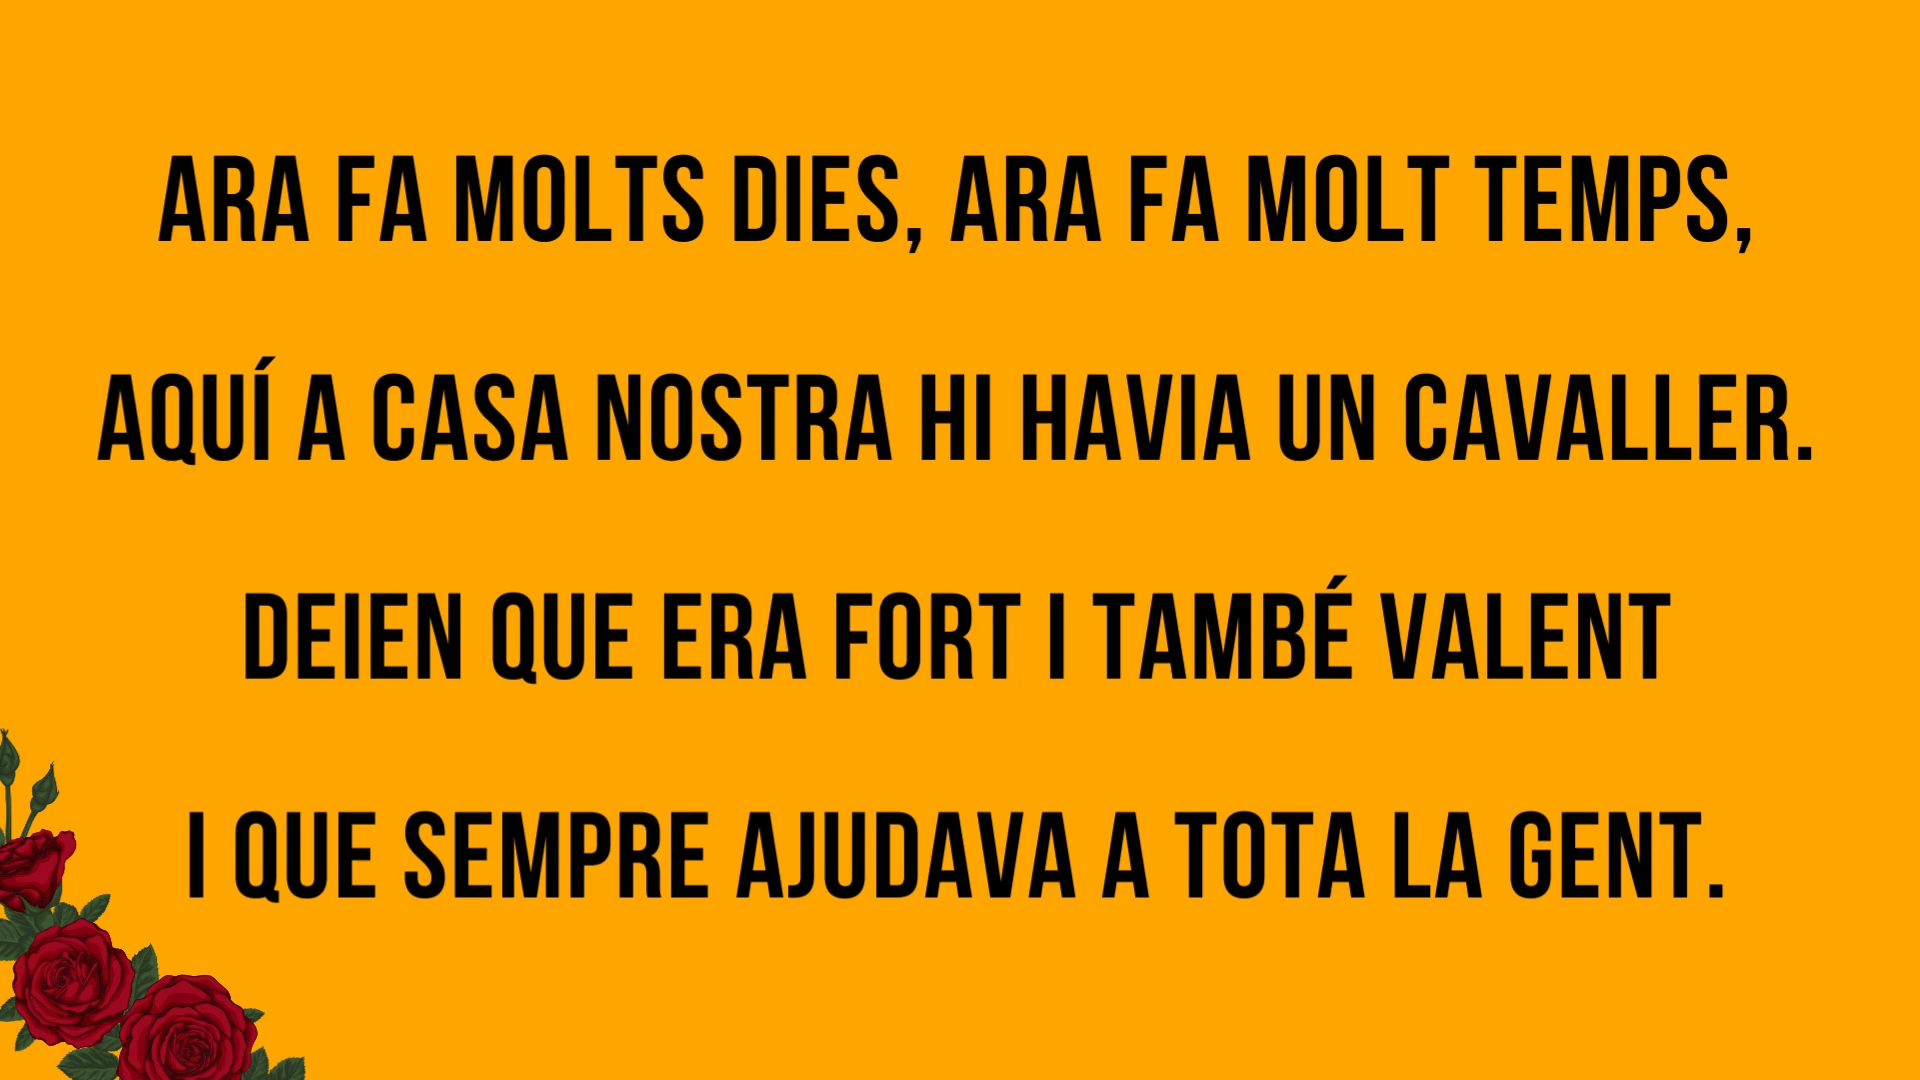 ARA FA MOLTS DIES, ARA FA MOLT TEMPS,
AQUÍ A CASA NOSTRA HI HAVIA UN CAVALLER.
DEIEN QUE ERA FORT I TAMBÉ VALENT
I QUE SEMPRE AJUDAVA A TOTA LA GENT.